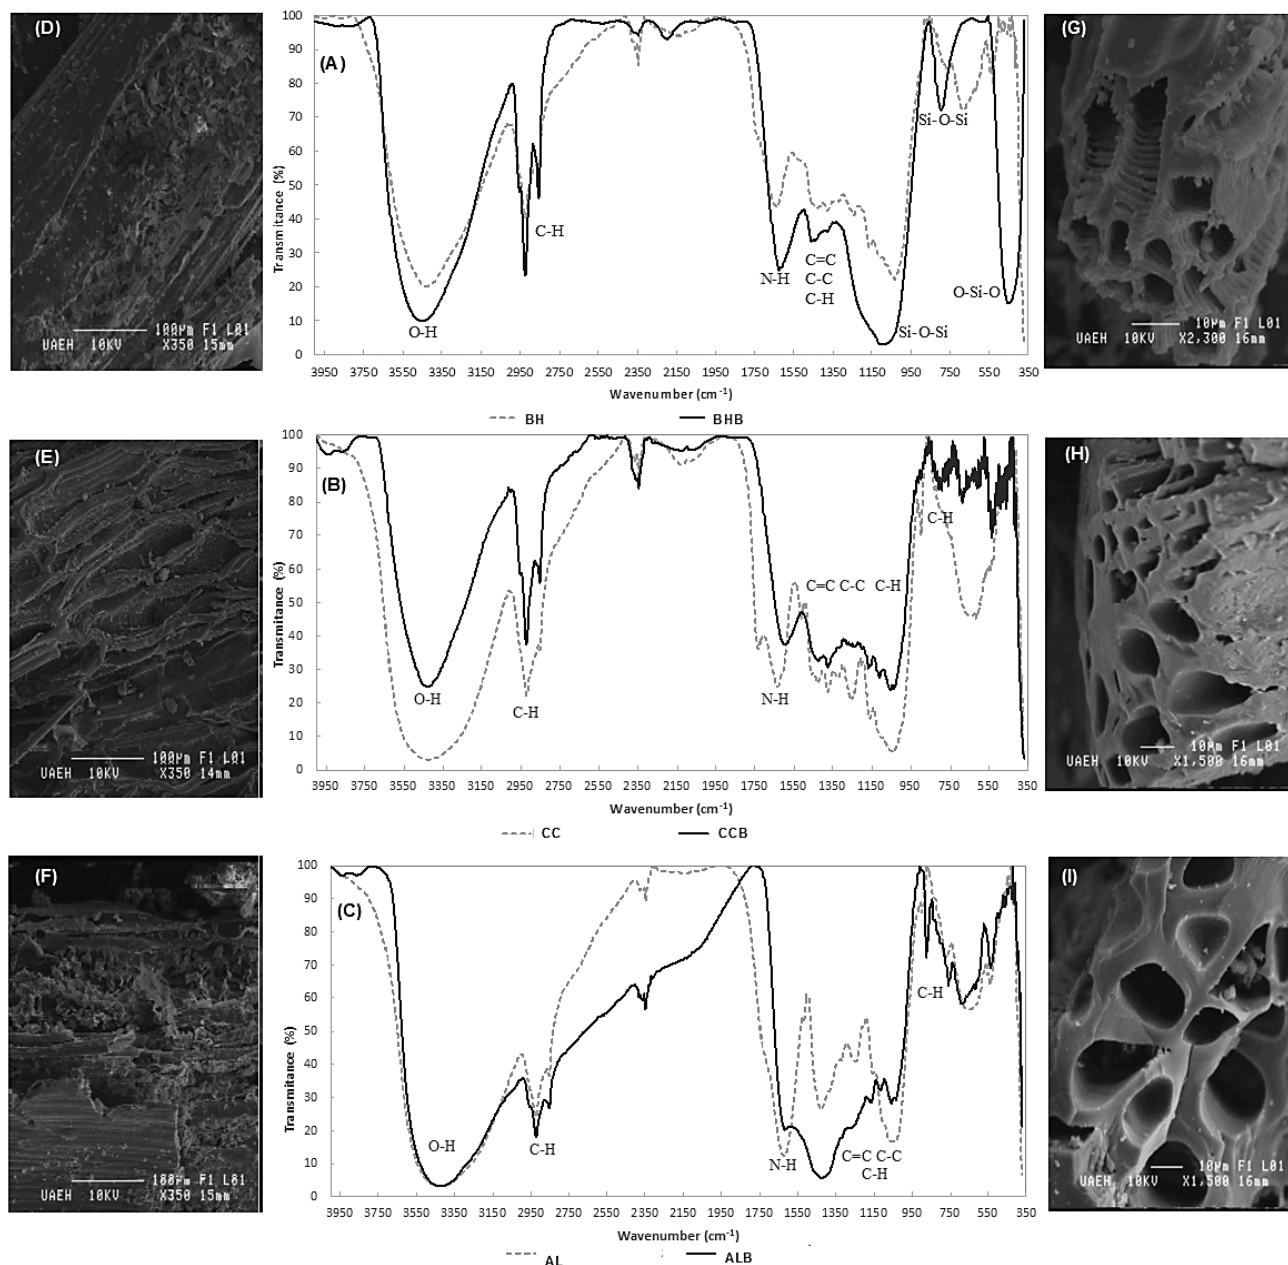 (D)
100μm F1 L01
UAEH 10KV X350 15mm
(A)
Transmitance (%)
100
90
80
70
60
50
40
30
20
10
0
O-H
C-H
N-H
C=C
C-C
C-H
Si-O-Si
Si-O-Si
O-Si-O
3950 3750 3550 3350 3150 2950 2750 2550 2350 2150 1950 1750 1550 1350 1150 950 750 550 350
Wavenumber (cm⁻¹)
BH BHB
(G)
10μm F1 L01
UAEH 10KV X2,300 16mm
(E)
100μm F1 L01
UAEH 10KV X350 14mm
(B)
Transmitance (%)
100
90
80
70
60
50
40
30
20
10
0
O-H
C-H
N-H
C=C C-C C-H
C-H
3950 3750 3550 3350 3150 2950 2750 2550 2350 2150 1950 1750 1550 1350 1150 950 750 550 350
Wavenumber (cm⁻¹)
CC CCB
(H)
10μm F1 L01
UAEH 10KV X1,500 16mm
(F)
100μm F1 L01
UAEH 10KV X350 15mm
(C)
Transmitance (%)
100
90
80
70
60
50
40
30
20
10
0
O-H
C-H
N-H
C=C C-C
C-H
C-H
3950 3750 3550 3350 3150 2950 2750 2550 2350 2150 1950 1750 1550 1350 1150 950 750 550 350
Wavenumber (cm⁻¹)
AL ALB
(I)
10μm F1 L01
UAEH 10KV X1,500 16mm